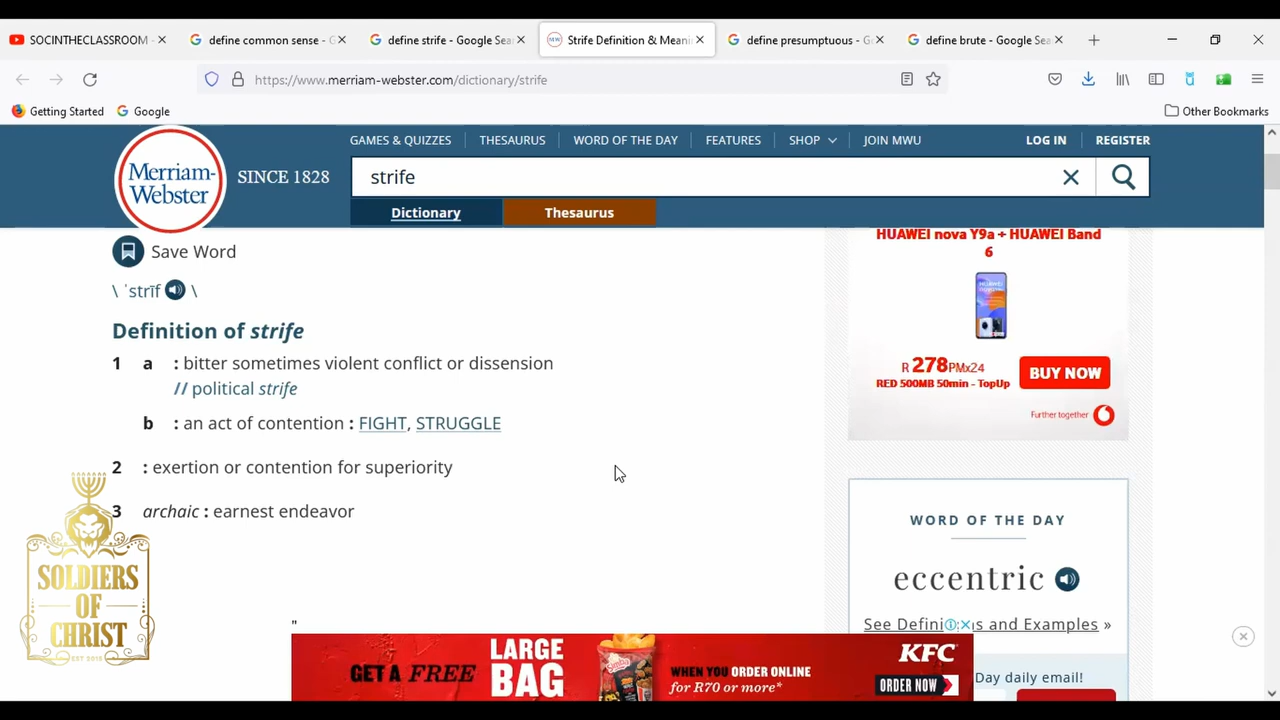 SOCINTHECLASSROOM -
define common sense - G
define strife - Google Sea
Strife Definition & Meani
define presumptuous - G
define brute - Google Sea
https://www.merriam-webster.com/dictionary/strife
Getting Started
Google
Other Bookmarks
GAMES & QUIZZES
THESAURUS
WORD OF THE DAY
FEATURES
SHOP
JOIN MWU
LOG IN
REGISTER
Merriam-
Webster
SINCE 1828
strife
Dictionary
Thesaurus
Save Word
\ ˈstrīf \
Definition of strife
1 a : bitter sometimes violent conflict or dissension
// political strife
b : an act of contention : FIGHT, STRUGGLE
2 : exertion or contention for superiority
3 archaic : earnest endeavor
"
HUAWEI nova Y9a + HUAWEI Band
6
R 278PMx24
RED 500MB 50min - TopUp
BUY NOW
Further together
WORD OF THE DAY
eccentric
See Defini s and Examples »
Day daily email!
SOLDIERS
OF
CHRIST
EST 2015
GET A FREE
LARGE
BAG
WHEN YOU ORDER ONLINE
for R70 or more*
KFC
ORDER NOW